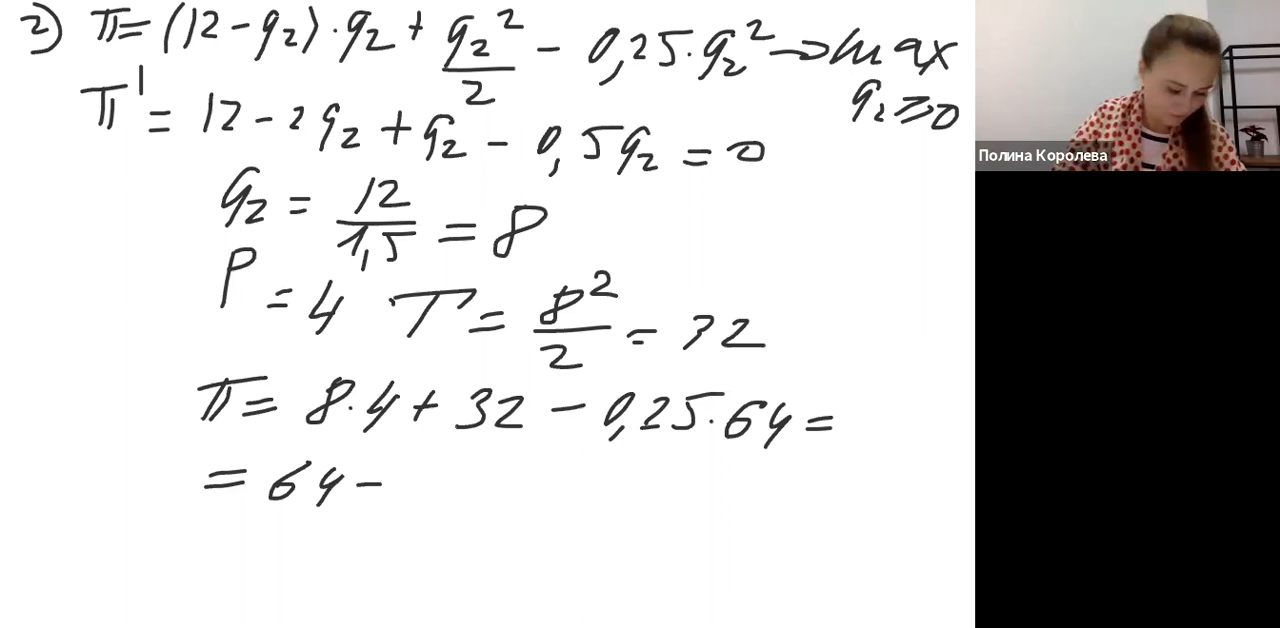 2) π = (12 - q₂)·q₂ + q₂²/2 - 0,25·q₂² → max
q₂ ≥ 0
π' = 12 - 2q₂ + q₂ - 0,5q₂ = 0
q₂ = 12/1,5 = 8
P = 4 T = 8²/2 = 32
π = 8·4 + 32 - 0,25·64 =
= 64 -
Полина Королева